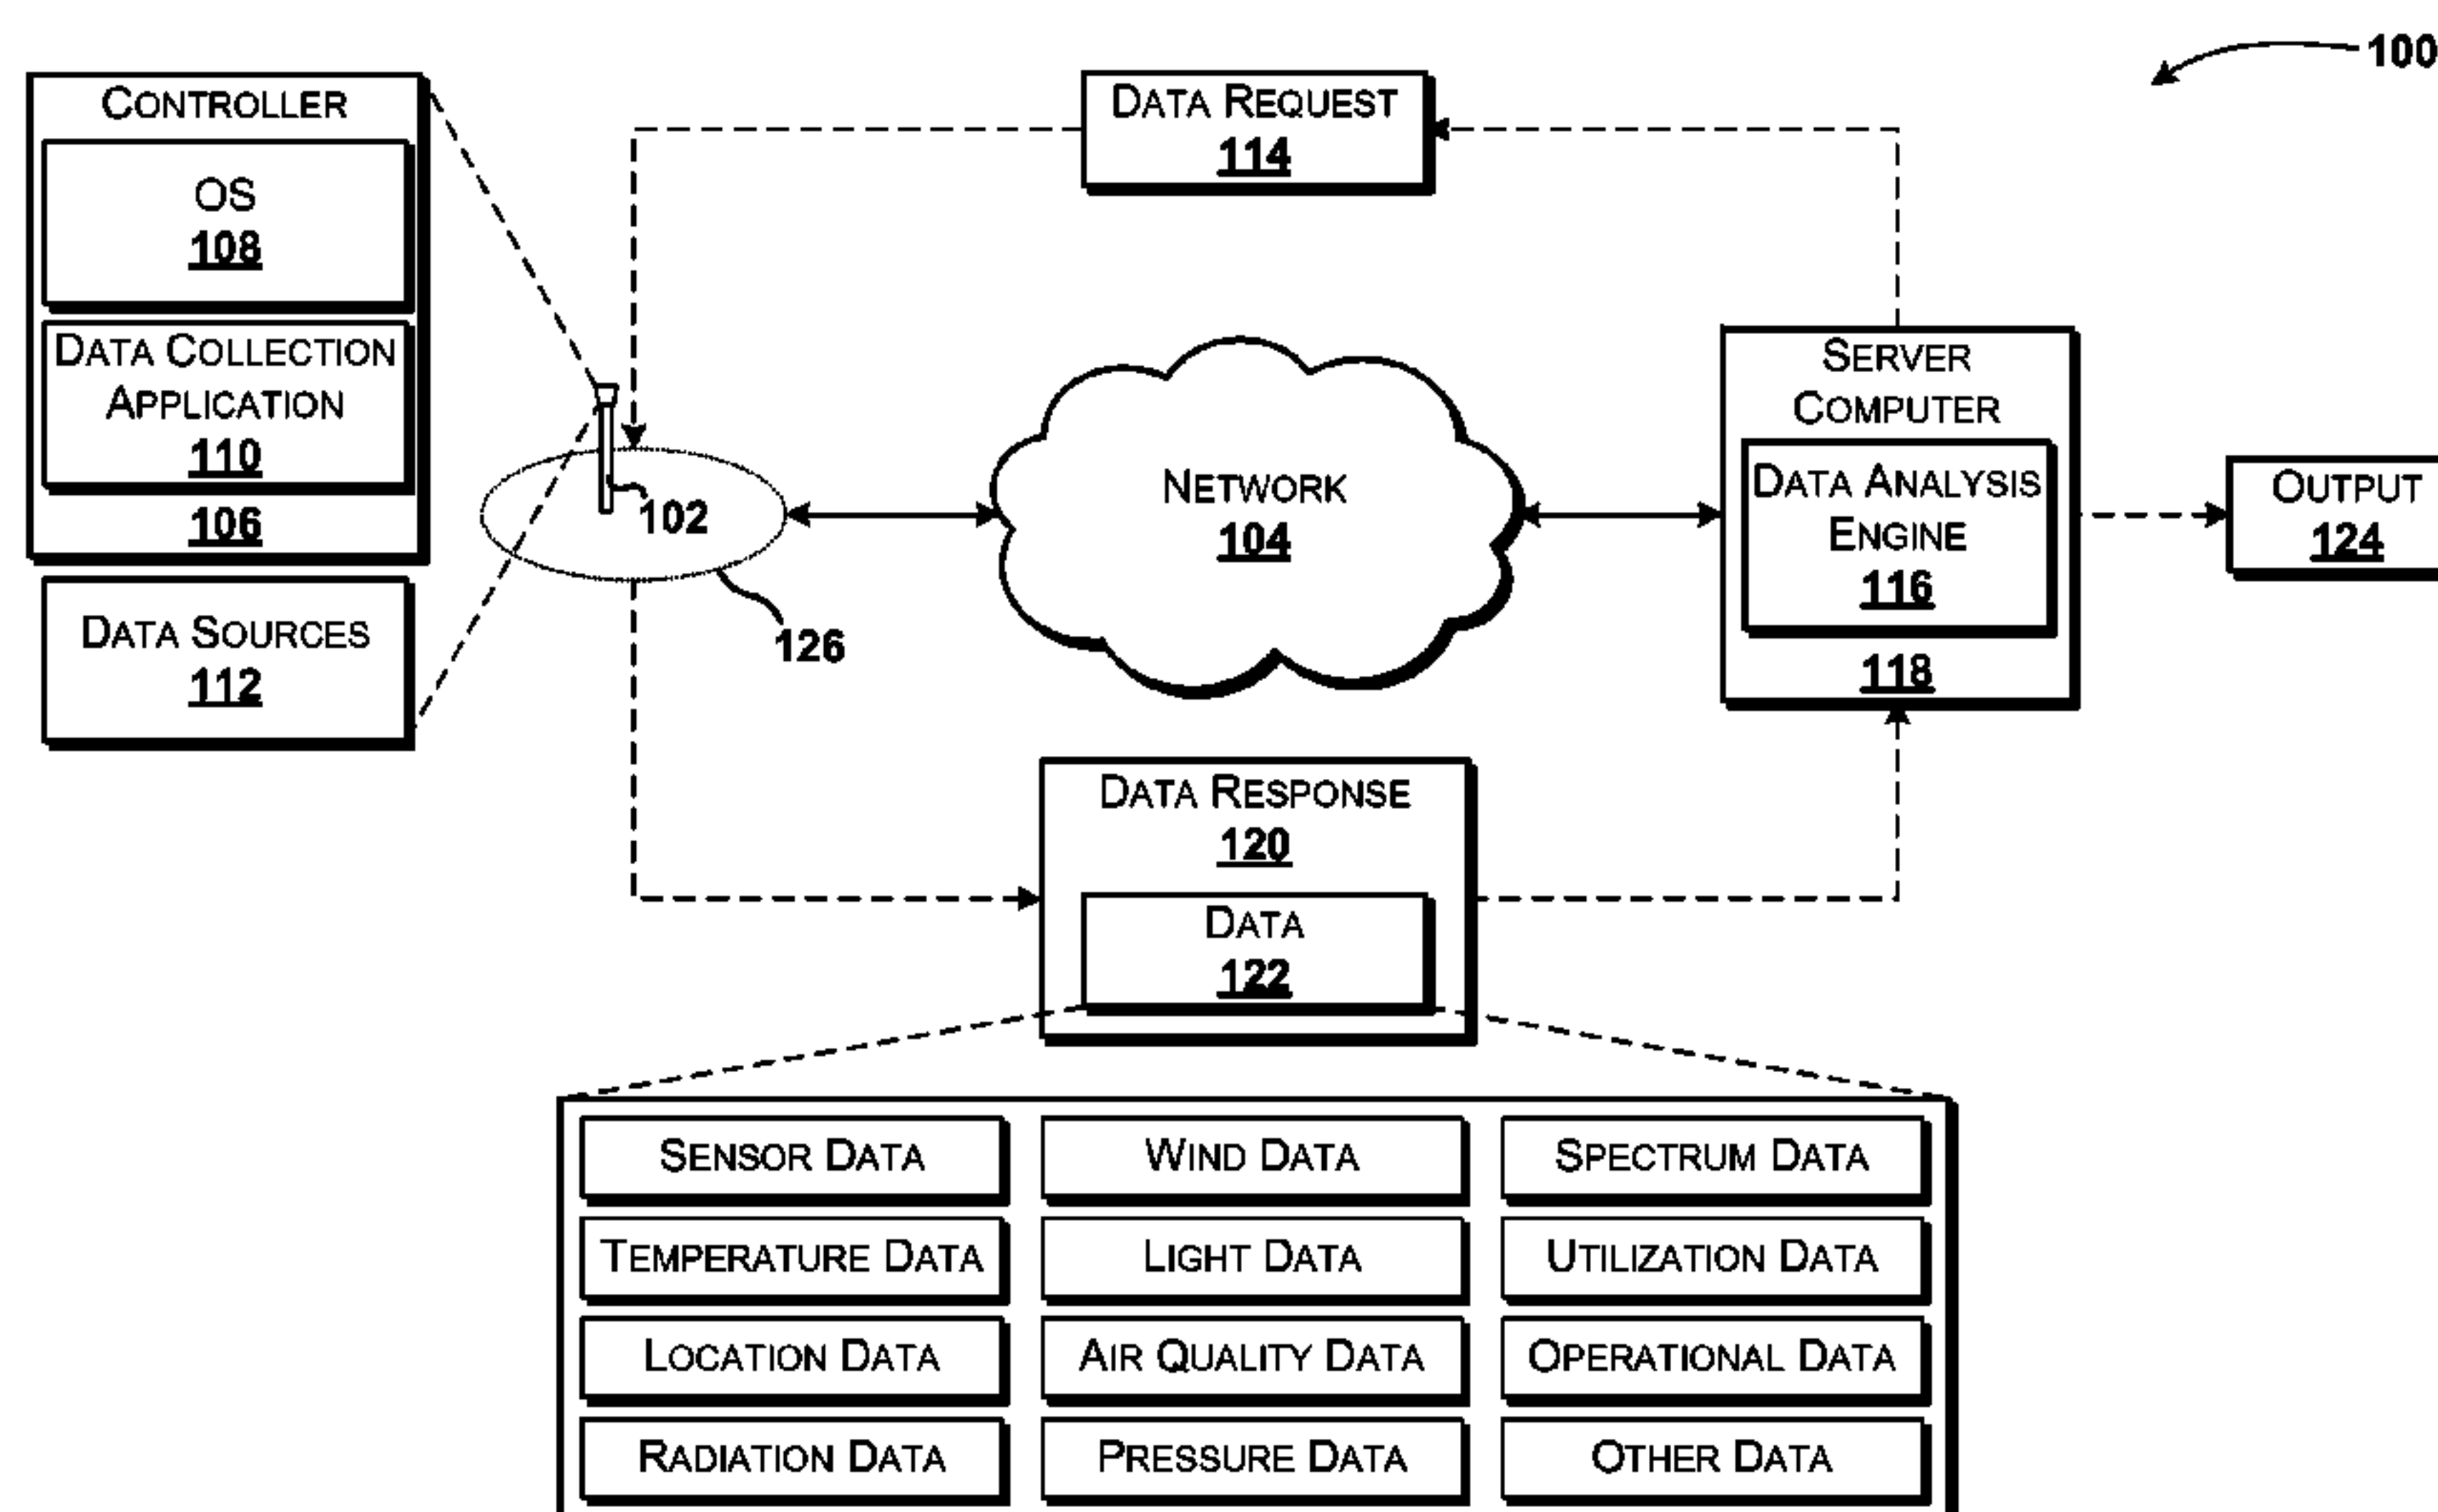 100
CONTROLLER
OS
108
DATA COLLECTION
APPLICATION
110
106
DATA SOURCES
112
102
126
DATA REQUEST
114
NETWORK
104
SERVER
COMPUTER
DATA ANALYSIS
ENGINE
116
118
OUTPUT
124
DATA RESPONSE
120
DATA
122
SENSOR DATA
WIND DATA
SPECTRUM DATA
TEMPERATURE DATA
LIGHT DATA
UTILIZATION DATA
LOCATION DATA
AIR QUALITY DATA
OPERATIONAL DATA
RADIATION DATA
PRESSURE DATA
OTHER DATA